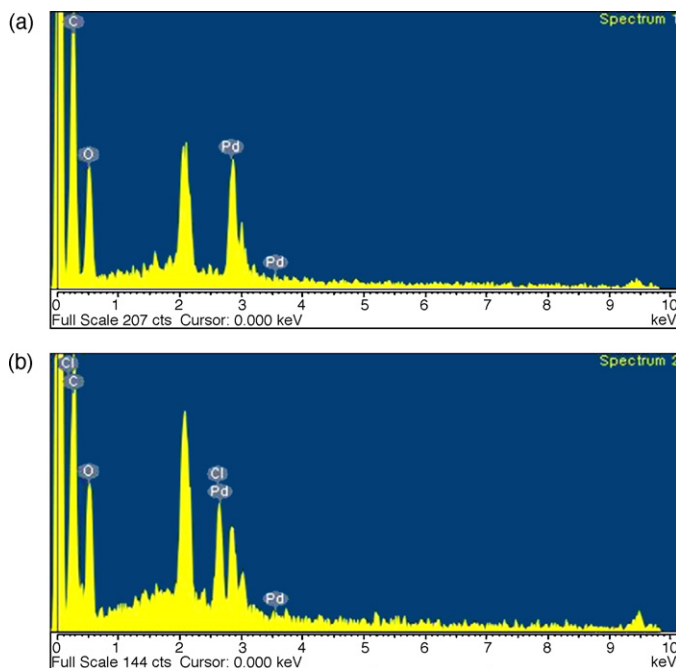 (a)
Spectrum 1
C
O
Pd
Pd
0 1 2 3 4 5 6 7 8 9 10
Full Scale 207 cts Cursor: 0.000 keV keV
(b)
Spectrum 2
Cl
C
O
Cl
Pd
Pd
0 1 2 3 4 5 6 7 8 9 10
Full Scale 144 cts Cursor: 0.000 keV keV